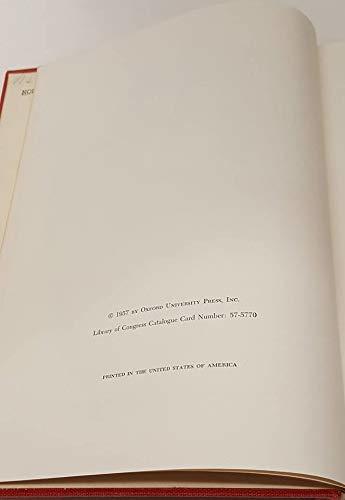 © 1957 BY OXFORD UNIVERSITY PRESS, INC.
Library of Congress Catalogue Card Number: 57-5770
PRINTED IN THE UNITED STATES OF AMERICA